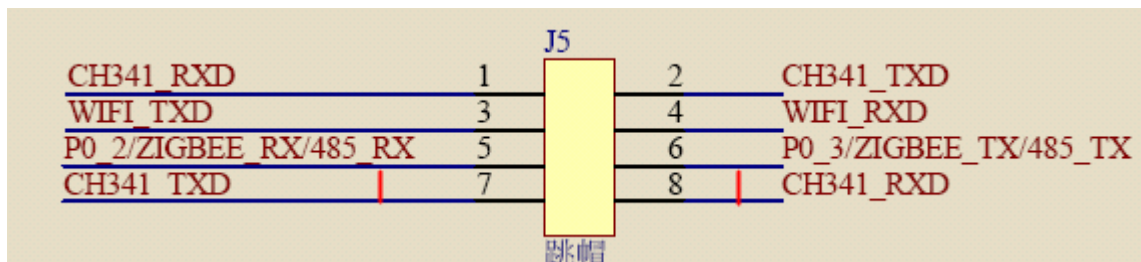 J5
CH341_RXD 1 2 CH341_TXD
WIFI_TXD 3 4 WIFI_RXD
P0_2/ZIGBEE_RX/485_RX 5 6 P0_3/ZIGBEE_TX/485_TX
CH341_TXD 7 8 CH341_RXD
跳帽